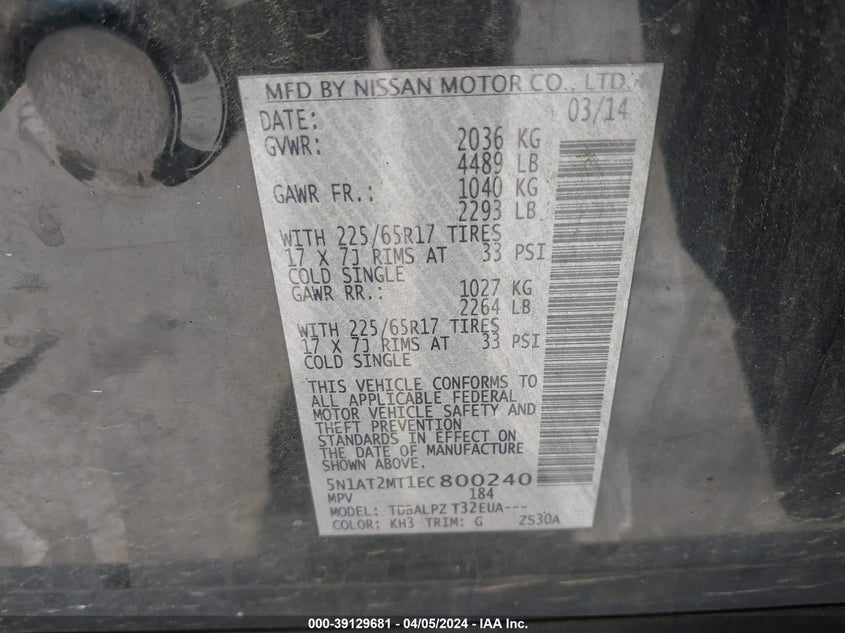 MFD BY NISSAN MOTOR CO., LTD.
DATE: 03/14
GVWR: 2036 KG
4489 LB
GAWR FR.: 1040 KG
2293 LB
WITH 225/65R17 TIRES
17 X 7J RIMS AT 33 PSI
COLD SINGLE
GAWR RR.: 1027 KG
2264 LB
WITH 225/65R17 TIRES
17 X 7J RIMS AT 33 PSI
COLD SINGLE
THIS VEHICLE CONFORMS TO
ALL APPLICABLE FEDERAL
MOTOR VEHICLE SAFETY AND
THEFT PREVENTION
STANDARDS IN EFFECT ON
THE DATE OF MANUFACTURE
SHOWN ABOVE.
5N1AT2MT1EC800240
MPV 184
MODEL: TDBALPZ T32EUA---
COLOR: KH3 TRIM: G ZS30A
000-39129681 - 04/05/2024 - IAA Inc.